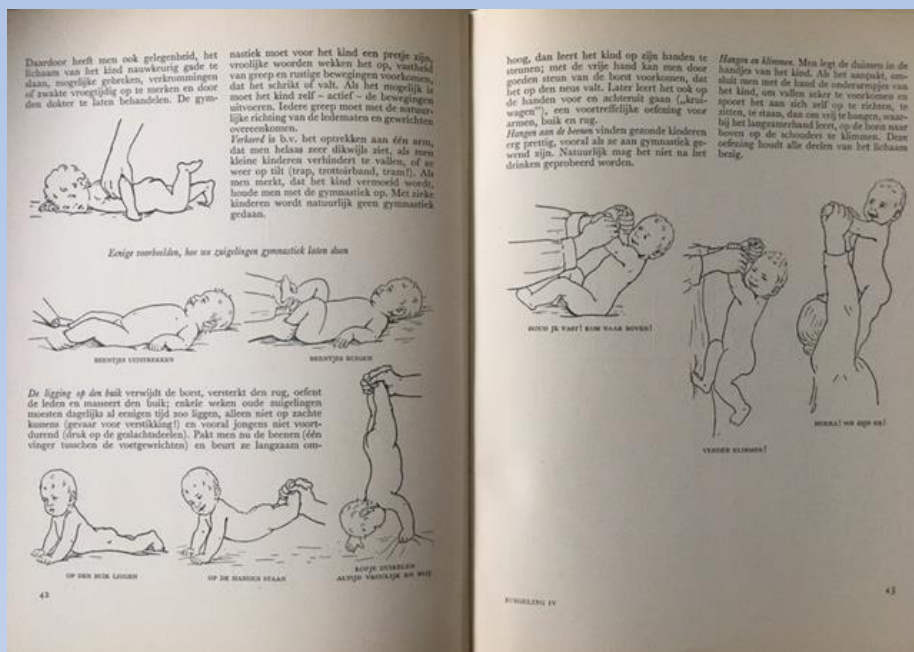 Daardoor heeft men ook gelegenheid, het
lichaam van het kind nauwkeurig gade te
slaan, mogelijke gebreken, verkrommingen
of zwakte vroegtijdig op te merken en door
den dokter te laten behandelen. De gym-
nastiek moet voor het kind een pretje zijn,
vroolijke woorden wekken het op, vastheid
van greep en rustige bewegingen voorkomen,
dat het schrikt of valt. Als het mogelijk is
moet het kind zelf – actief – de bewegingen
uitvoeren. Iedere greep moet met de natuur-
lijke richting van de ledematen en gewrichten
overeenkomen.
Verkeerd is b.v. het optrekken aan één arm,
dat men helaas zeer dikwijls ziet, als men
kleine kinderen verhindert te vallen, of ze
weer op tilt (trap, trottoirband, tram!). Als
men merkt, dat het kind vermoeid wordt,
houde men met de gymnastiek op. Met zieke
kinderen wordt natuurlijk geen gymnastiek
gedaan.
Eenige voorbeelden, hoe we zuigelingen gymnastiek laten doen
BEENTJES UITSTREKKEN
BEENTJES BUIGEN
De ligging op den buik verwijdt de borst, versterkt den rug, oefent
de leden en masseert den buik; enkele weken oude zuigelingen
moesten dagelijks al eenigen tijd zoo liggen, alleen niet op zachte
kussens (gevaar voor verstikking!) en vooral jongens niet voort-
durend (druk op de geslachtsdeelen). Pakt men nu de beenen (één
vinger tusschen de voetgewrichten) en beurt ze langzaam om-
OP DEN BUIK LIGGEN
OP DE HANDEN STAAN
KOPJE DUIKELEN
ALTIJD VROOLIJK EN BLIJ
42
hoog, dan leert het kind op zijn handen te
steunen; met de vrije hand kan men door
goeden steun van de borst voorkomen, dat
het op den neus valt. Later leert het ook op
de handen voor en achteruit gaan („krui-
wagen”), een voortreffelijke oefening voor
armen, buik en rug.
Hangen aan de beenen vinden gezonde kinderen
erg prettig, vooral als ze aan gymnastiek ge-
wend zijn. Natuurlijk mag het niet na het
drinken geprobeerd worden.
Hangen en klimmen. Men legt de duimen in de
handjes van het kind. Als het aanpakt, om-
sluit men met de hand de onderarmpjes van
het kind, om vallen zeker te voorkomen en
spoort het aan zich zelf op te richten, te
zitten, te staan, dan om vrij te hangen, waar-
bij het langzamerhand leert, op de borst naar
boven op de schouders te klimmen. Deze
oefening houdt alle deelen van het lichaam
bezig.
HOUD JE VAST! KOM NAAR BOVEN!
VERDER KLIMMEN!
HOERA! WE ZIJN ER!
ZUIGELING IV
43